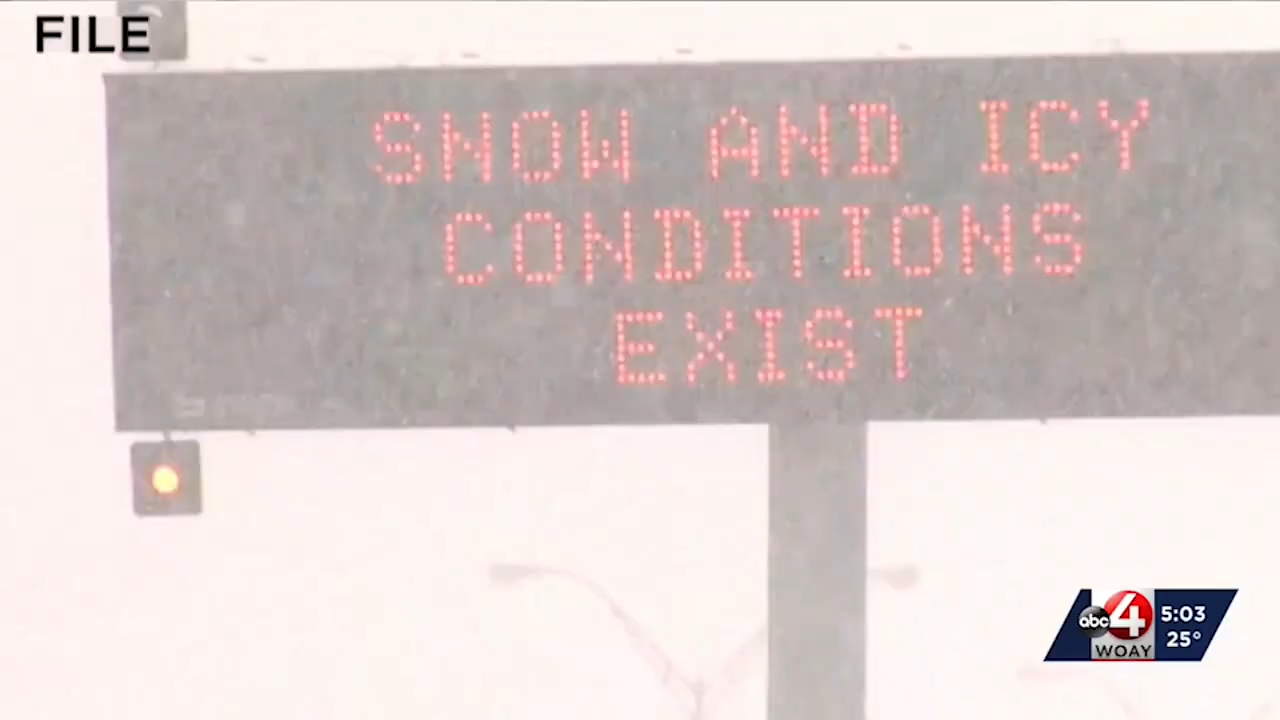 FILE
SNOW AND ICY
CONDITIONS
EXIST
abc 4 5:03
WOAY 25°